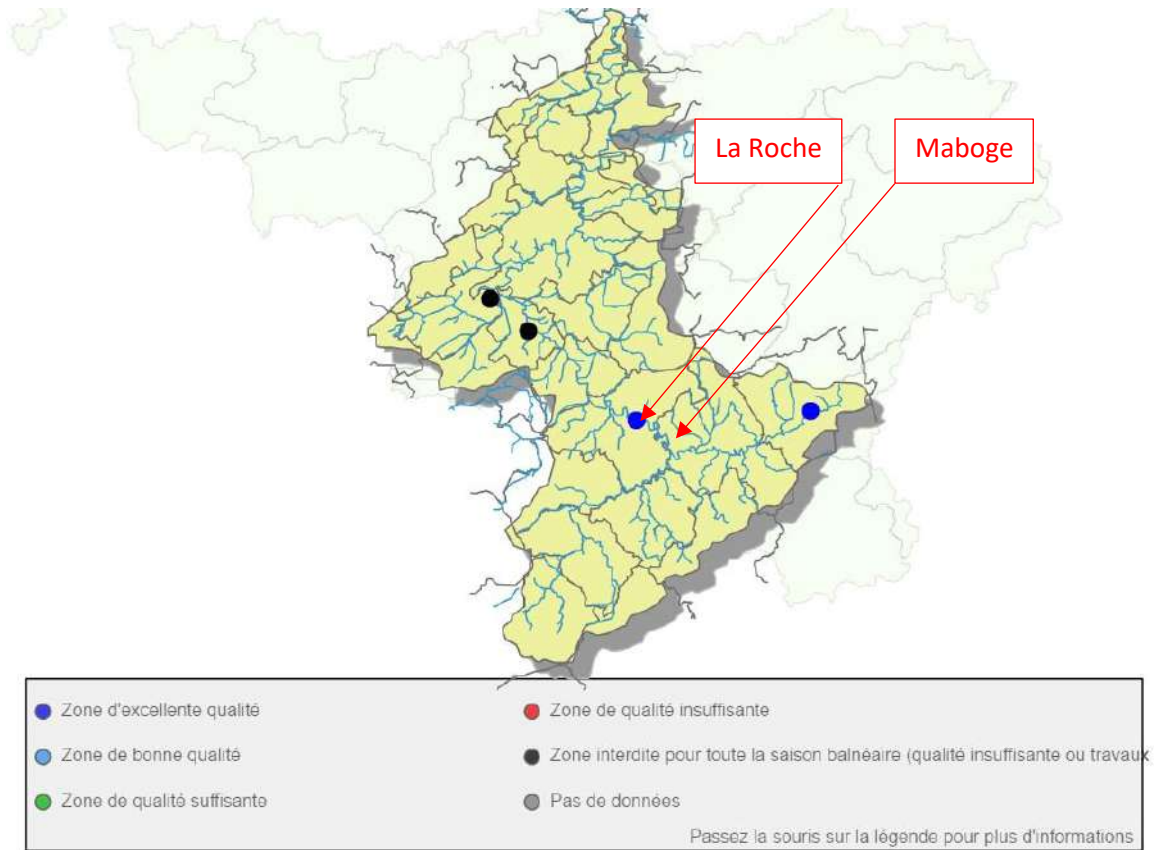 La Roche
Maboge
Zone d'excellente qualité
Zone de qualité insuffisante
Zone de bonne qualité
Zone interdite pour toute la saison balnéaire (qualité insuffisante ou travaux
Zone de qualité suffisante
Pas de données
Passez la souris sur la légende pour plus d'informations